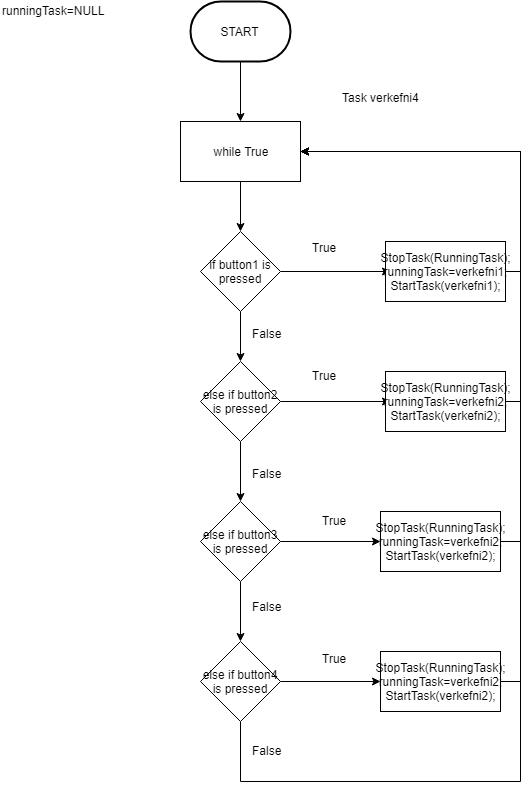 runningTask=NULL
START
Task verkefni4
while True
if button1 is
pressed
True
StopTask(RunningTask);
runningTask=verkefni1
StartTask(verkefni1);
False
else if button2
is pressed
True
StopTask(RunningTask);
runningTask=verkefni2
StartTask(verkefni2);
False
else if button3
is pressed
True
StopTask(RunningTask);
runningTask=verkefni2
StartTask(verkefni2);
False
else if button4
is pressed
True
StopTask(RunningTask);
runningTask=verkefni2
StartTask(verkefni2);
False